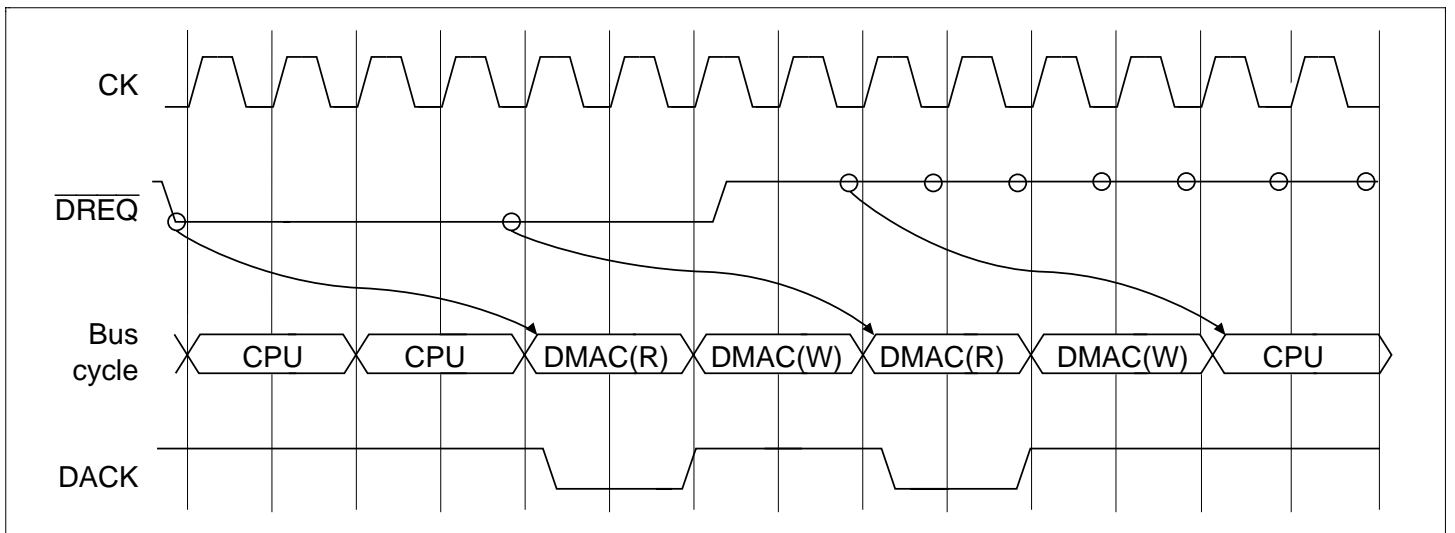 CK
DREQ
Bus
cycle
CPU CPU DMAC(R) DMAC(W) DMAC(R) DMAC(W) CPU
DACK